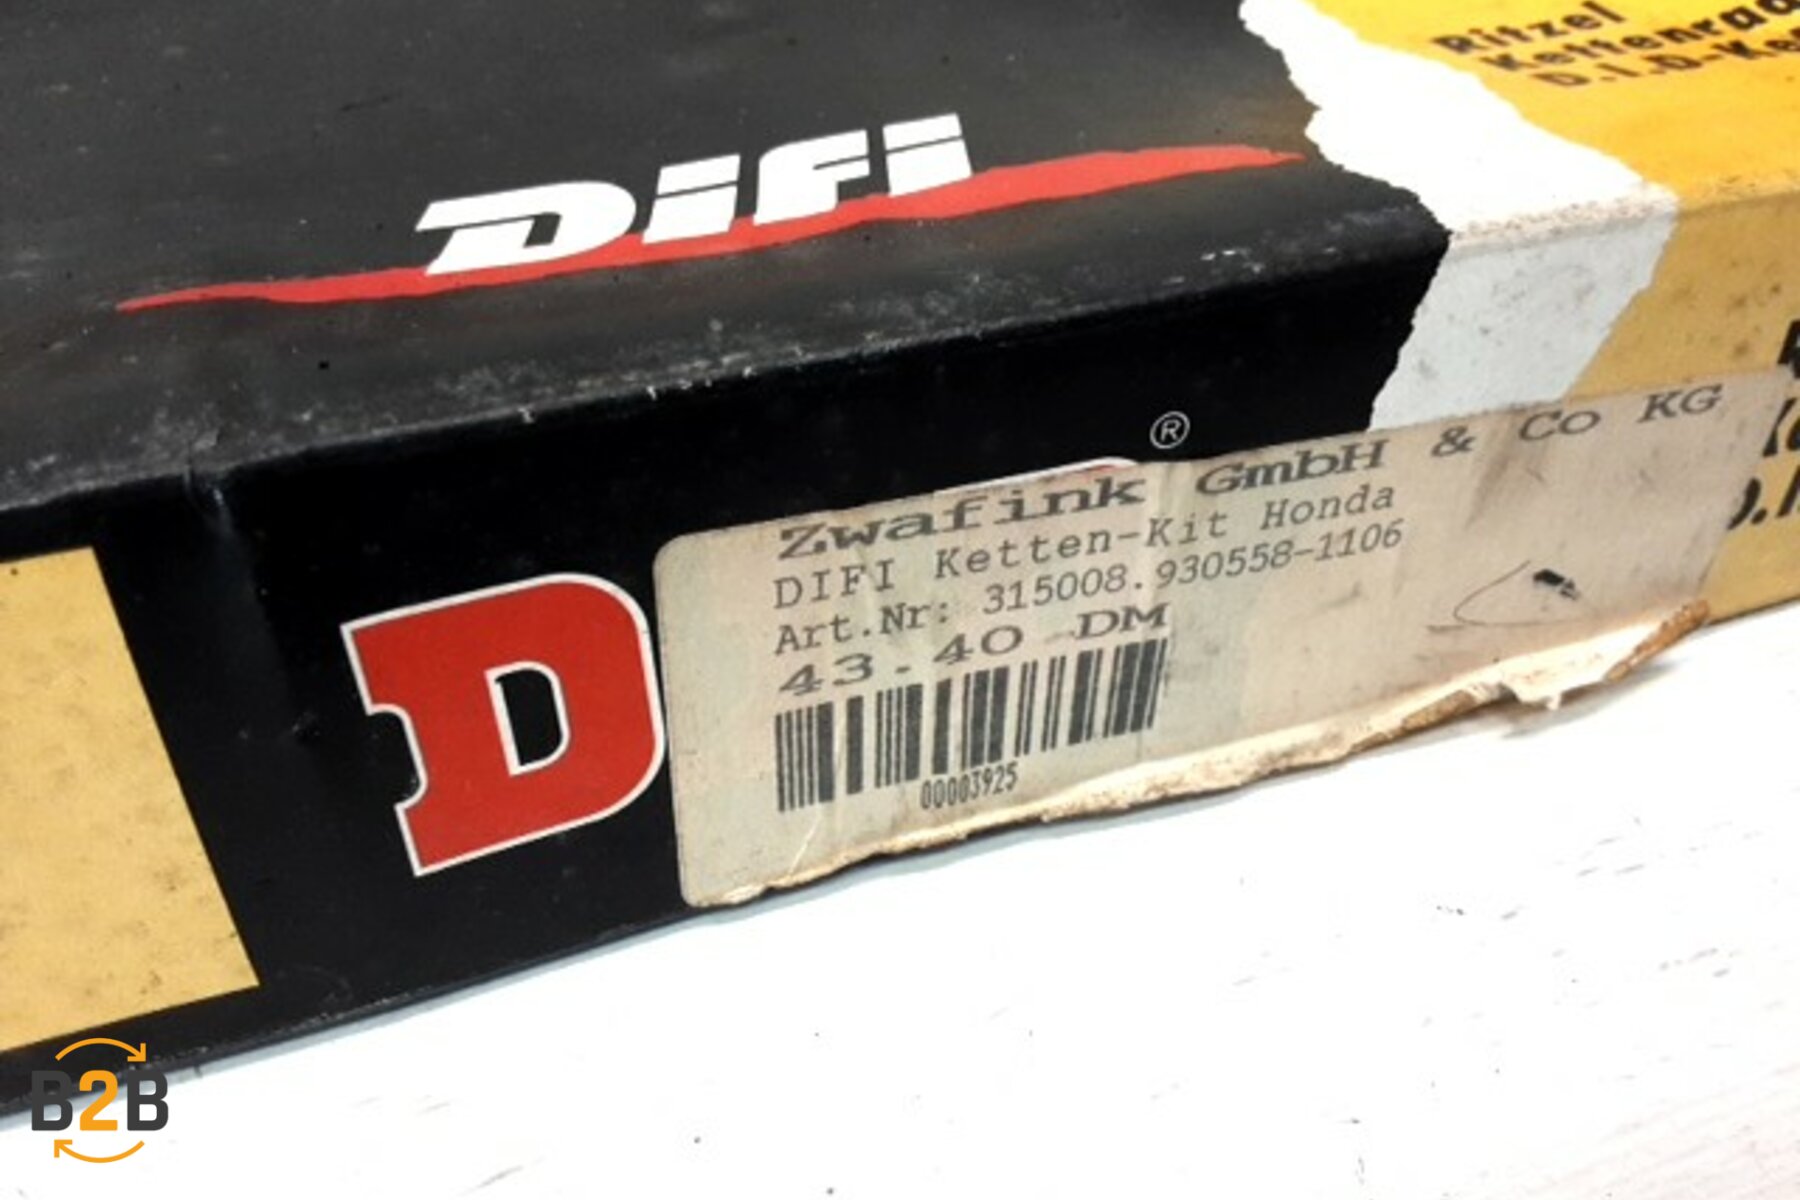 DIFI
Ritzel
Kettenrad
D.I.D-Ke
®
D
Zwafink GmbH & Co KG
DIFI Ketten-Kit Honda
Art.Nr: 315008.930558-1106
43.40 DM
00003925
B2B